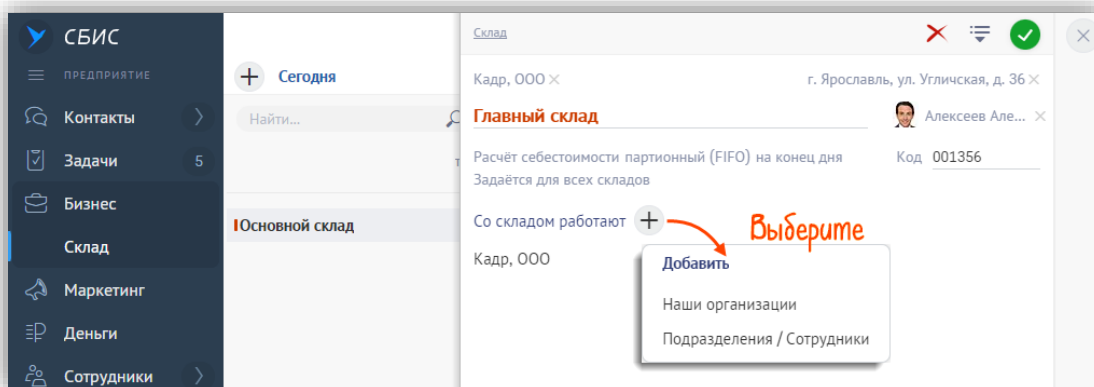 СБИС
ПРЕДПРИЯТИЕ
Контакты
Задачи 5
Бизнес
Склад
Маркетинг
Деньги
Сотрудники
Сегодня
Найти...
Основной склад
Склад
Кадр, ООО г. Ярославль, ул. Угличская, д. 36
Главный склад Алексеев Але...
Расчёт себестоимости партионный (FIFO) на конец дня Код 001356
Задаётся для всех складов
Со складом работают
Выберите
Кадр, ООО
Добавить
Наши организации
Подразделения / Сотрудники